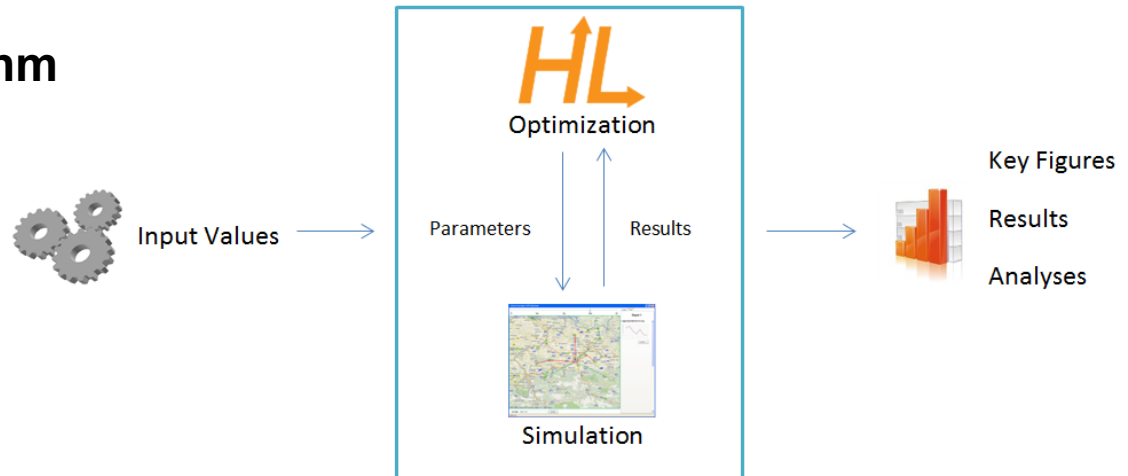 hm
HL
Optimization
Input Values
Parameters
Results
Simulation
Key Figures
Results
Analyses